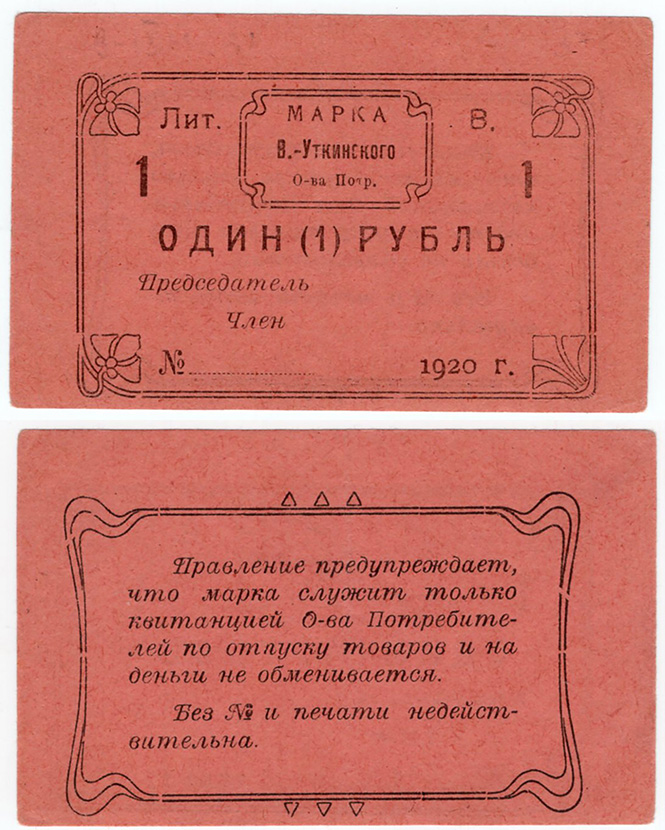 Лит.
МАРКА
В.-Уткинского
О-ва Потр.
В.
1
1
ОДИН (1) РУБЛЬ
Председатель
Член
№ 1920 г.
Правление предупреждает,
что марка служит только
квитанцией О-ва Потребите-
лей по отпуску товаров и на
деньги не обменивается.
Без № и печати недейст-
вительна.